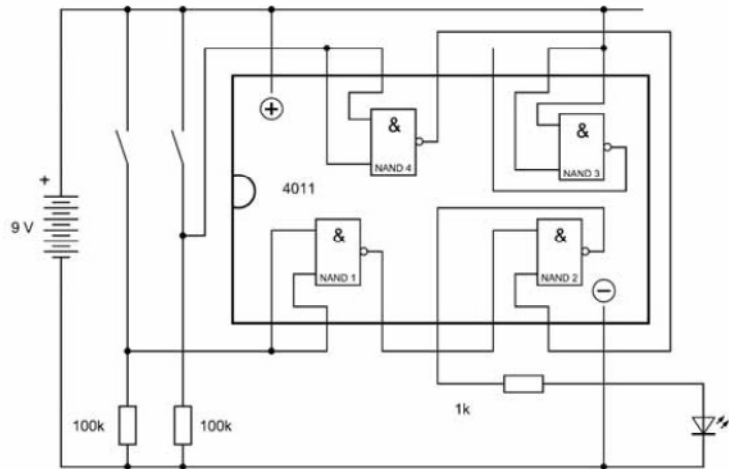 &
NAND 4
&
NAND 3
4011
+
9 V
&
NAND 1
&
NAND 2
100k
100k
1k